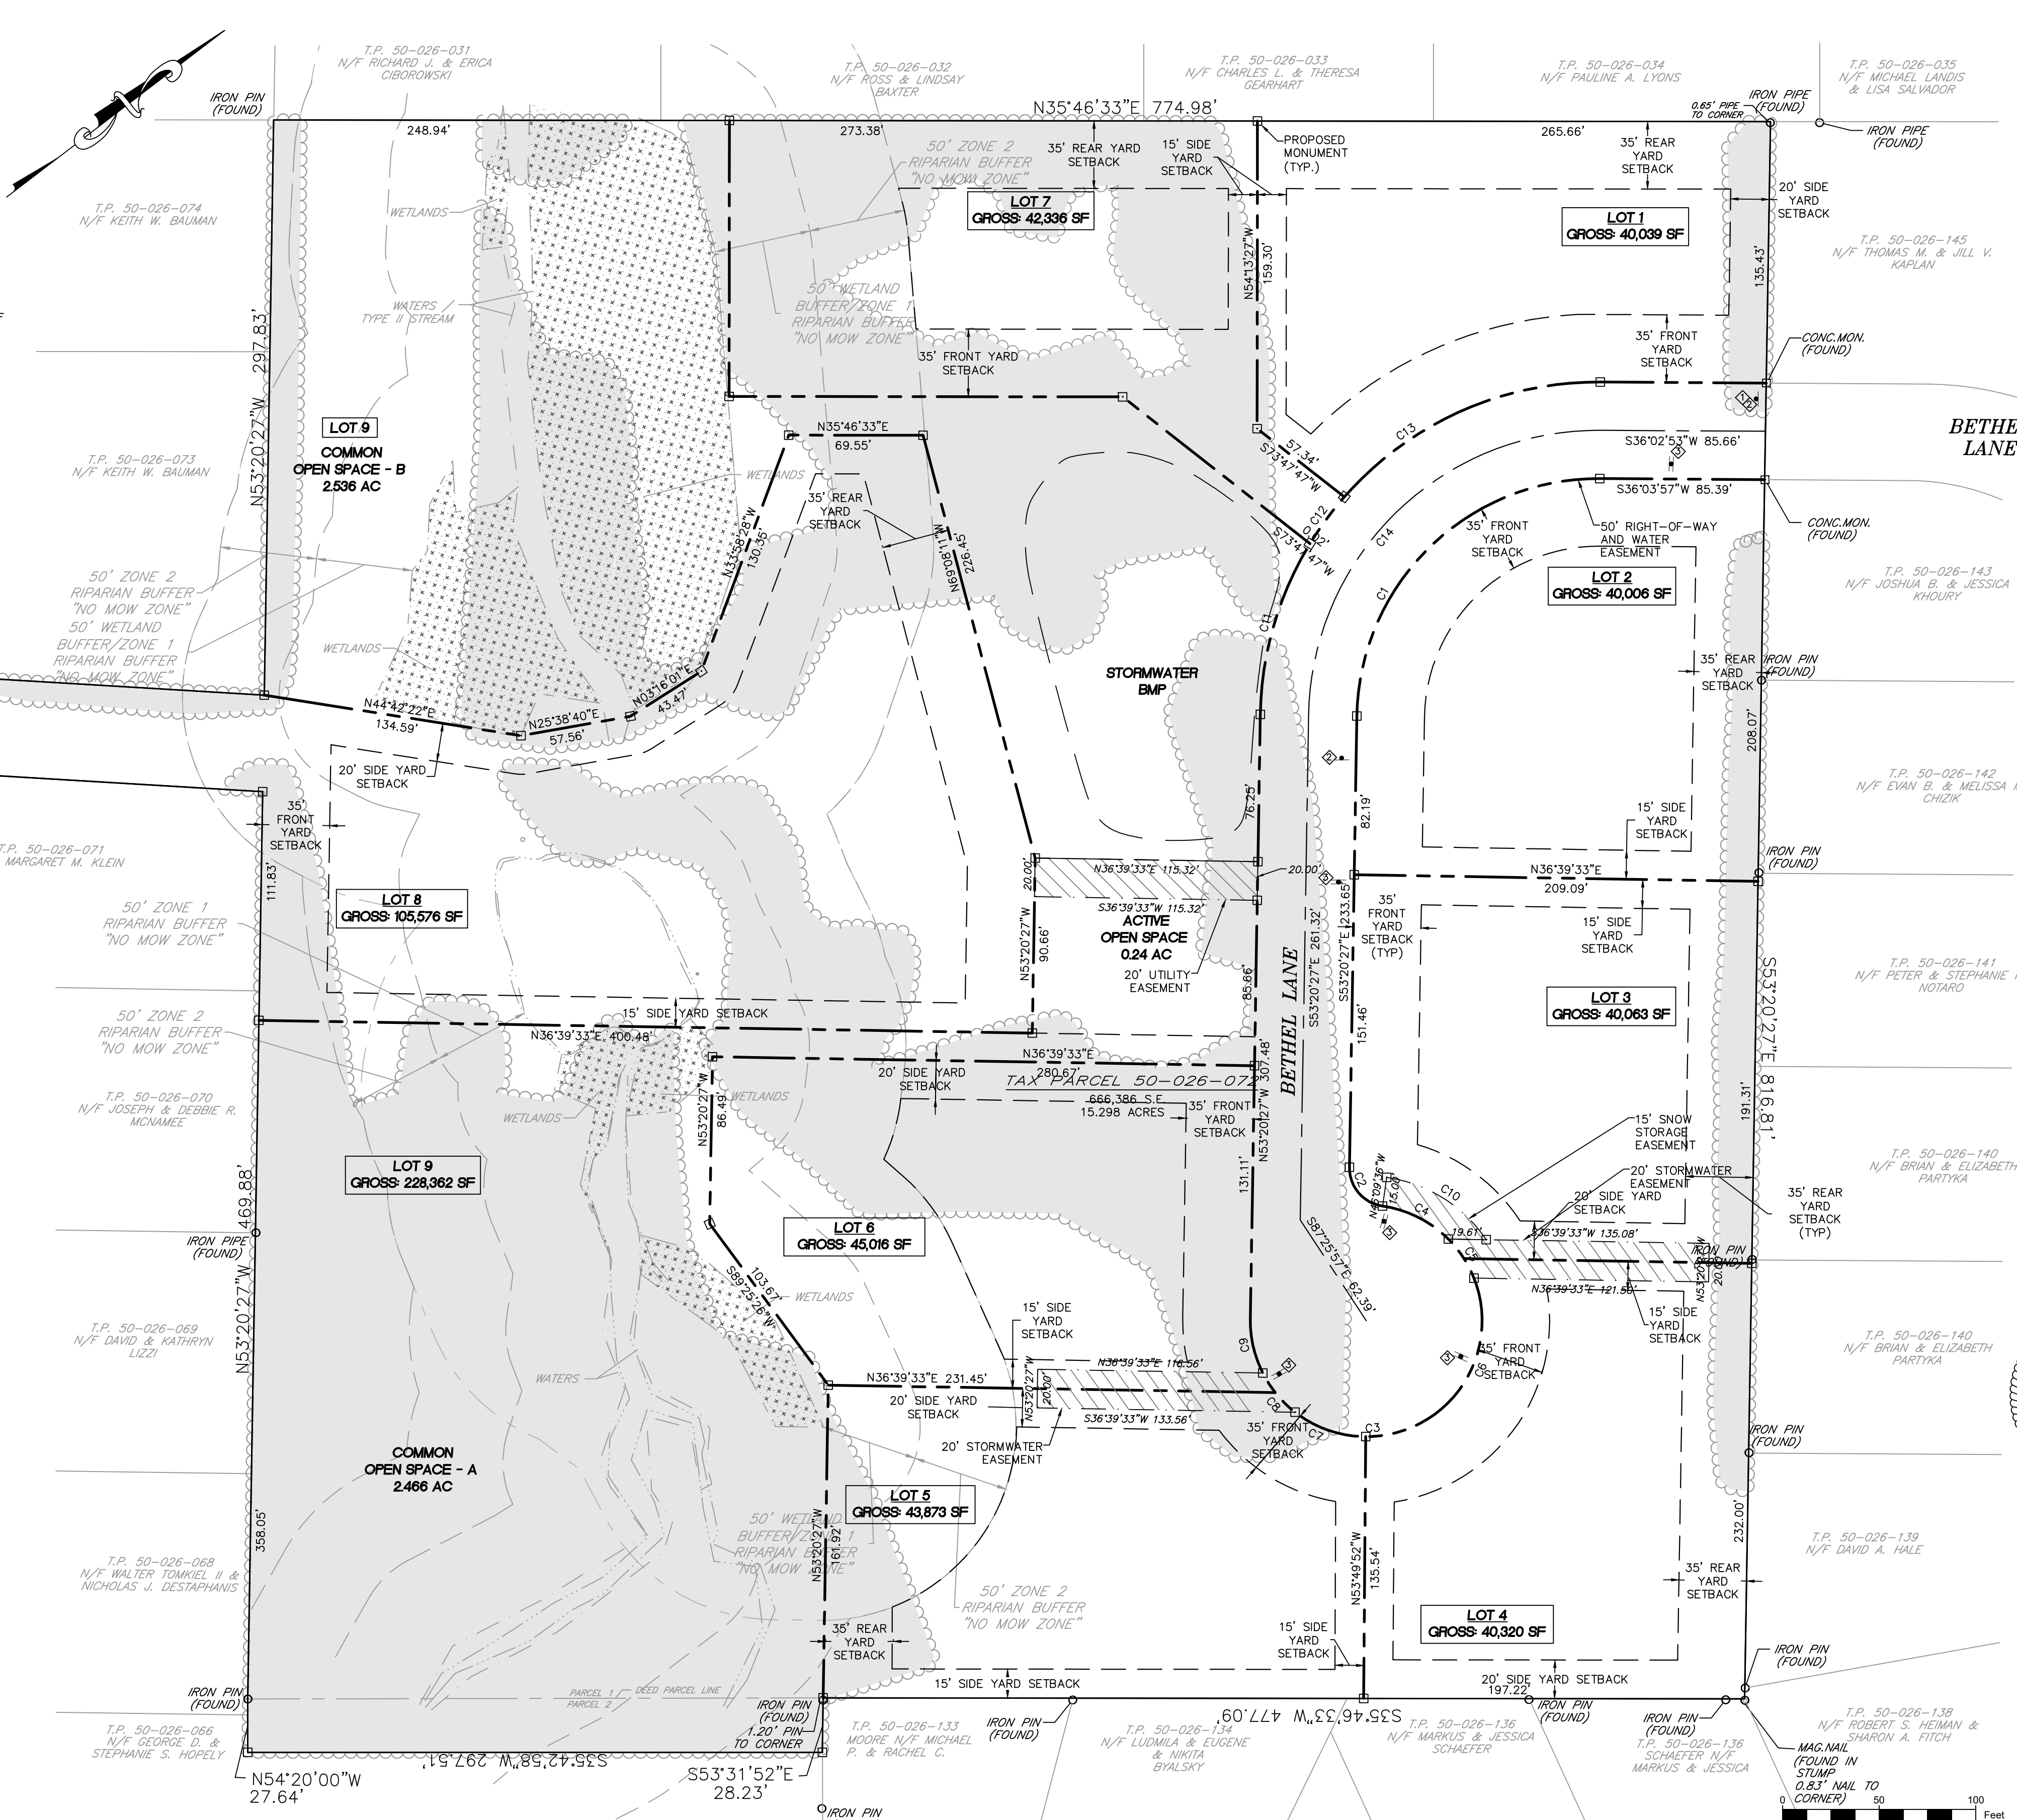 T.P. 50-026-031
N/F RICHARD J. & ERICA
CIBOROWSKI
T.P. 50-026-032
N/F ROSS & LINDSAY
BAXTER
T.P. 50-026-033
N/F CHARLES L. & THERESA
GEARHART
T.P. 50-026-034
N/F PAULINE A. LYONS
T.P. 50-026-035
N/F MICHAEL LANDIS
& LISA SALVADOR
IRON PIN
(FOUND)
N35°46'33"E 774.98'
0.65' PIPE
TO CORNER
IRON PIPE
(FOUND)
IRON PIPE
(FOUND)
248.94'
273.38'
265.66'
50' ZONE 2
RIPARIAN BUFFER
"NO MOW ZONE"
35' REAR YARD
SETBACK
15' SIDE
YARD
SETBACK
PROPOSED
MONUMENT
(TYP.)
35' REAR
YARD
SETBACK
20' SIDE
YARD
SETBACK
T.P. 50-026-074
N/F KEITH W. BAUMAN
WETLANDS
LOT 7
GROSS: 42,336 SF
LOT 1
GROSS: 40,039 SF
T.P. 50-026-145
N/F THOMAS M. & JILL V.
KAPLAN
N54°13'27"W
159.30'
135.43'
WATERS
TYPE II STREAM
50' WETLAND
BUFFER/ZONE 1
RIPARIAN BUFFER
"NO MOW ZONE"
N53°20'27"W 297.83'
35' FRONT YARD
SETBACK
35' FRONT
YARD
SETBACK
CONC.MON.
(FOUND)
1/2
LOT 9
COMMON
OPEN SPACE - B
2.536 AC
N35°46'33"E
69.55'
57.34'
S73°47'47"W
C13
S36°02'53"W 85.66'
BETHE
LANE
T.P. 50-026-073
N/F KEITH W. BAUMAN
WETLANDS
3
S36°03'57"W 85.39'
35' REAR
YARD
SETBACK
C12
0.02'
S73°47'47"W
C14
35' FRONT
YARD
SETBACK
50' RIGHT-OF-WAY
AND WATER
EASEMENT
CONC.MON.
(FOUND)
N33°58'28"W
130.35'
N69°08'11"W
226.45'
50' ZONE 2
RIPARIAN BUFFER
"NO MOW ZONE"
50' WETLAND
BUFFER/ZONE 1
RIPARIAN BUFFER
"NO MOW ZONE"
C1
C11
LOT 2
GROSS: 40,006 SF
T.P. 50-026-143
N/F JOSHUA B. & JESSICA
KHOURY
WETLANDS
STORMWATER
BMP
35' REAR
YARD
SETBACK
IRON PIN
(FOUND)
N03°16'01"E
43.47'
N44°42'22"E
134.59'
N25°38'40"E
57.56'
208.07'
2
20' SIDE YARD
SETBACK
76.25'
82.19'
T.P. 50-026-142
N/F EVAN B. & MELISSA
CHIZIK
35'
FRONT
YARD
SETBACK
15' SIDE
YARD
SETBACK
T.P. 50-026-071
MARGARET M. KLEIN
111.83'
IRON PIN
(FOUND)
LOT 8
GROSS: 105,576 SF
20.00'
N36°39'33"E 115.32'
20.00'
5
N36°39'33"E
209.09'
50' ZONE 1
RIPARIAN BUFFER
"NO MOW ZONE"
S36°39'33"W 115.32'
ACTIVE
OPEN SPACE
0.24 AC
20' UTILITY
EASEMENT
N53°20'27"W
90.66'
85.66'
BETHEL LANE
S53°20'27"E 261.32'
S53°20'27"E 233.65'
151.46'
35'
FRONT
YARD
SETBACK
(TYP)
15' SIDE
YARD
SETBACK
T.P. 50-026-141
N/F PETER & STEPHANIE
NOTARO
LOT 3
GROSS: 40,063 SF
S53°20'27"E 816.81'
50' ZONE 2
RIPARIAN BUFFER
"NO MOW ZONE"
15' SIDE YARD SETBACK
N36°39'33"E 400.48'
N36°39'33"E
280.67'
20' SIDE YARD
SETBACK
TAX PARCEL 50-026-072
666,386 S.F.
15.298 ACRES
N53°20'27"W 307.48'
T.P. 50-026-070
N/F JOSEPH & DEBBIE R.
MCNAMEE
WETLANDS
WETLANDS
N53°20'27"W
86.49'
35' FRONT
YARD
SETBACK
131.11'
191.31'
15' SNOW
STORAGE
EASEMENT
20' STORMWATER
EASEMENT
T.P. 50-026-140
N/F BRIAN & ELIZABETH
PARTYKA
LOT 9
GROSS: 228,362 SF
C2
N46°09'36"W
15.00'
C10
C4
5
20' SIDE YARD
SETBACK
35' REAR
YARD
SETBACK
(TYP)
N53°20'27"W 469.88'
IRON PIPE
(FOUND)
LOT 6
GROSS: 45,016 SF
19.61'
S36°39'33"W 135.08'
IRON PIN
(FOUND)
C5
N53°20'27"W
20.00'
N36°39'33"E 121.50'
S87°25'57"E 62.39'
103.67'
S89°25'26"W
WETLANDS
15' SIDE
YARD
SETBACK
15' SIDE
YARD
SETBACK
T.P. 50-026-069
N/F DAVID & KATHRYN
LIZZI
C9
3
3
C6
35' FRONT
YARD
SETBACK
T.P. 50-026-140
N/F BRIAN & ELIZABETH
PARTYKA
WATERS
N36°39'33"E 116.56'
N36°39'33"E 231.45'
20' SIDE YARD
SETBACK
N53°20'27"W
20.00'
S36°39'33"W 133.56'
C8
C7
C3
35' FRONT
YARD
SETBACK
20' STORMWATER
EASEMENT
IRON PIN
(FOUND)
COMMON
OPEN SPACE - A
2.466 AC
LOT 5
GROSS: 43,873 SF
358.05'
50' WETLAND
BUFFER/ZONE 1
RIPARIAN BUFFER
"NO MOW ZONE"
N53°20'27"W
161.92'
N53°49'52"W
135.54'
232.00'
T.P. 50-026-139
N/F DAVID A. HALE
T.P. 50-026-068
N/F WALTER TOMKIEL II &
NICHOLAS J. DESTAPHANIS
50' ZONE 2
RIPARIAN BUFFER
"NO MOW ZONE"
35' REAR
YARD
SETBACK
LOT 4
GROSS: 40,320 SF
35' REAR
YARD
SETBACK
15' SIDE
YARD
SETBACK
IRON PIN
(FOUND)
IRON PIN
(FOUND)
PARCEL 1
PARCEL 2
DEED PARCEL LINE
15' SIDE YARD SETBACK
20' SIDE YARD SETBACK
197.22'
IRON PIN
(FOUND)
1.20' PIN
TO CORNER
IRON PIN
(FOUND)
S35°46'33"W 477.09'
IRON PIN
(FOUND)
IRON PIN
(FOUND)
T.P. 50-026-066
N/F GEORGE D. &
STEPHANIE S. HOPELY
T.P. 50-026-133
MOORE N/F MICHAEL
P. & RACHEL C.
T.P. 50-026-134
N/F LUDMILA & EUGENE
& NIKITA
BYALSKY
T.P. 50-026-136
N/F MARKUS & JESSICA
SCHAEFER
T.P. 50-026-136
SCHAEFER N/F
MARKUS & JESSICA
T.P. 50-026-138
N/F ROBERT S. HEIMAN &
SHARON A. FITCH
S35°42'58"W 297.51'
N54°20'00"W
27.64'
S53°31'52"E
28.23'
MAG.NAIL
(FOUND IN
STUMP
0.83' NAIL TO
CORNER)
IRON PIN
0 50 100
Feet